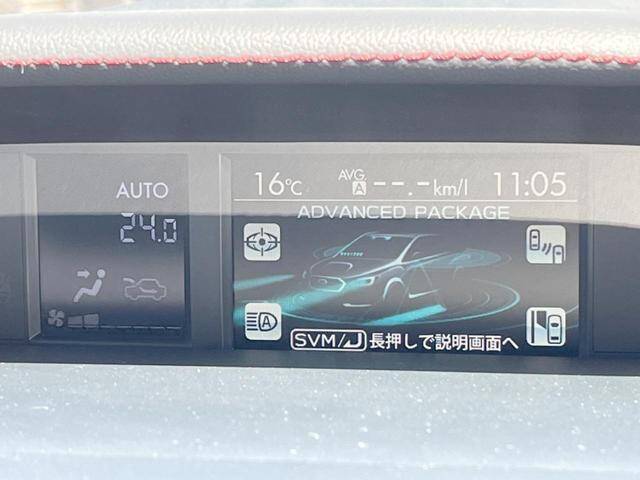 AUTO
24.0
16℃ AVG. A --.-km/l 11:05
ADVANCED PACKAGE
A
SVM/ 長押しで説明画面へ